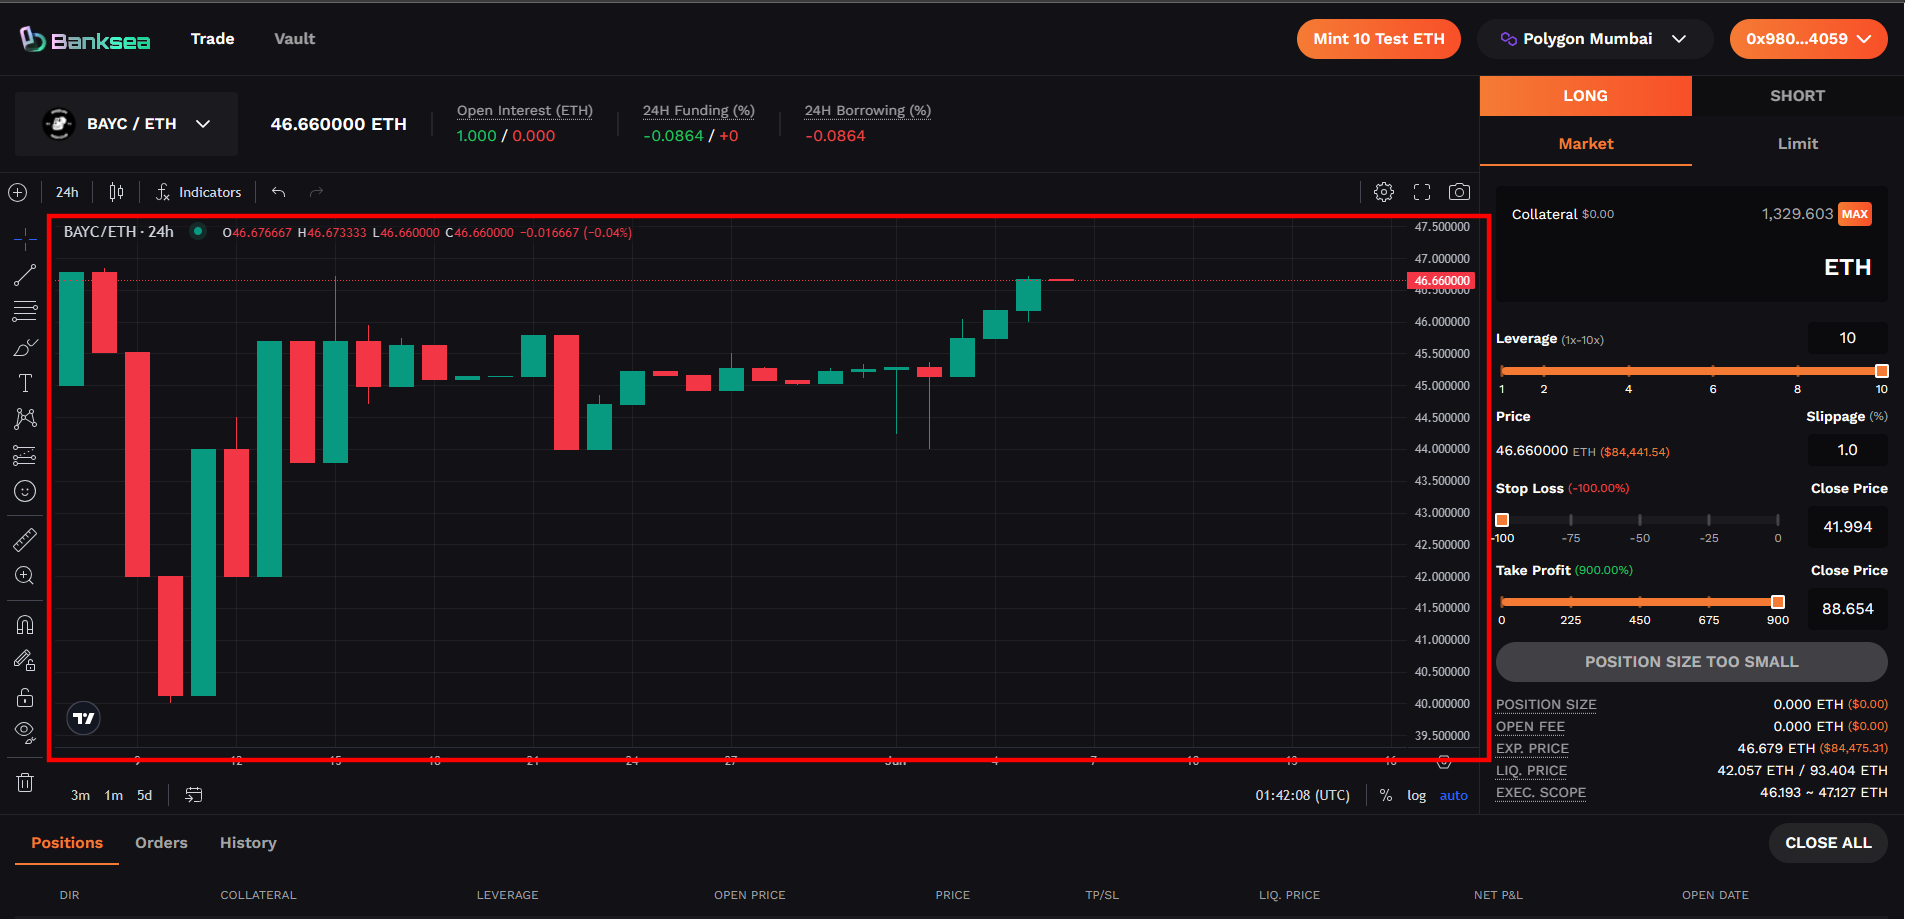 Banksea Trade Vault Mint 10 Test ETH Polygon Mumbai 0x980...4059
BAYC / ETH 46.660000 ETH
Open Interest (ETH) 24H Funding (%) 24H Borrowing (%)
1.000 / 0.000 -0.0864 / +0 -0.0864
24h Indicators
BAYC/ETH · 24h O46.676667 H46.673333 L46.660000 C46.660000 −0.016667 (−0.04%)
47.500000
47.000000
46.660000
46.500000
46.000000
45.500000
45.000000
44.500000
44.000000
43.500000
43.000000
42.500000
42.000000
41.500000
41.000000
40.500000
40.000000
39.500000
9 12 15 18 21 24 27 Jun 4 7 10 13 16
3m 1m 5d 01:42:08 (UTC) % log auto
LONG SHORT
Market Limit
Collateral $0.00 1,329.603 MAX
ETH
Leverage (1x-10x) 10
1 2 4 6 8 10
Price Slippage (%)
46.660000 ETH ($84,441.54) 1.0
Stop Loss (-100.00%) Close Price
41.994
-100 -75 -50 -25 0
Take Profit (900.00%) Close Price
88.654
0 225 450 675 900
POSITION SIZE TOO SMALL
POSITION SIZE 0.000 ETH ($0.00)
OPEN FEE 0.000 ETH ($0.00)
EXP. PRICE 46.679 ETH ($84,475.31)
LIQ. PRICE 42.057 ETH / 93.404 ETH
EXEC. SCOPE 46.193 ~ 47.127 ETH
Positions Orders History CLOSE ALL
DIR COLLATERAL LEVERAGE OPEN PRICE PRICE TP/SL LIQ. PRICE NET P&L OPEN DATE